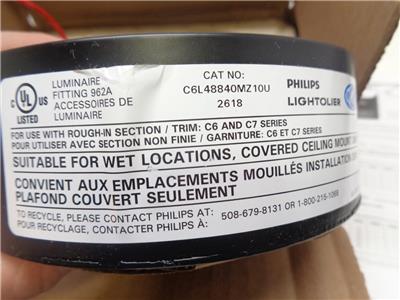 UL
LISTED
LUMINAIRE
FITTING 962A
ACCESSOIRES DE
LUMINAIRE
CAT NO:
C6L48840MZ10U
2618
PHILIPS
LIGHTOLIER
FOR USE WITH ROUGH-IN SECTION / TRIM: C6 AND C7 SERIES
POUR UTILISER AVEC SECTION NON FINIE / GARNITURE: C6 ET C7 SERIES
SUITABLE FOR WET LOCATIONS, COVERED CEILING MOUNT
CONVIENT AUX EMPLACEMENTS MOUILLÉS INSTALLATION
PLAFOND COUVERT SEULEMENT
TO RECYCLE, PLEASE CONTACT PHILIPS AT:
POUR RECYCLAGE, CONTACTER PHILIPS À:
508-679-8131 OR 1-800-215-1068